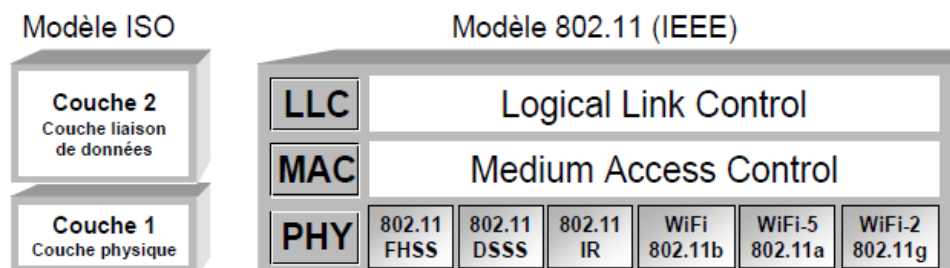 Modèle ISO
Modèle 802.11 (IEEE)
Couche 2
Couche liaison
de données
Couche 1
Couche physique
LLC
Logical Link Control
MAC
Medium Access Control
PHY
802.11
FHSS
802.11
DSSS
802.11
IR
WiFi
802.11b
WiFi-5
802.11a
WiFi-2
802.11g